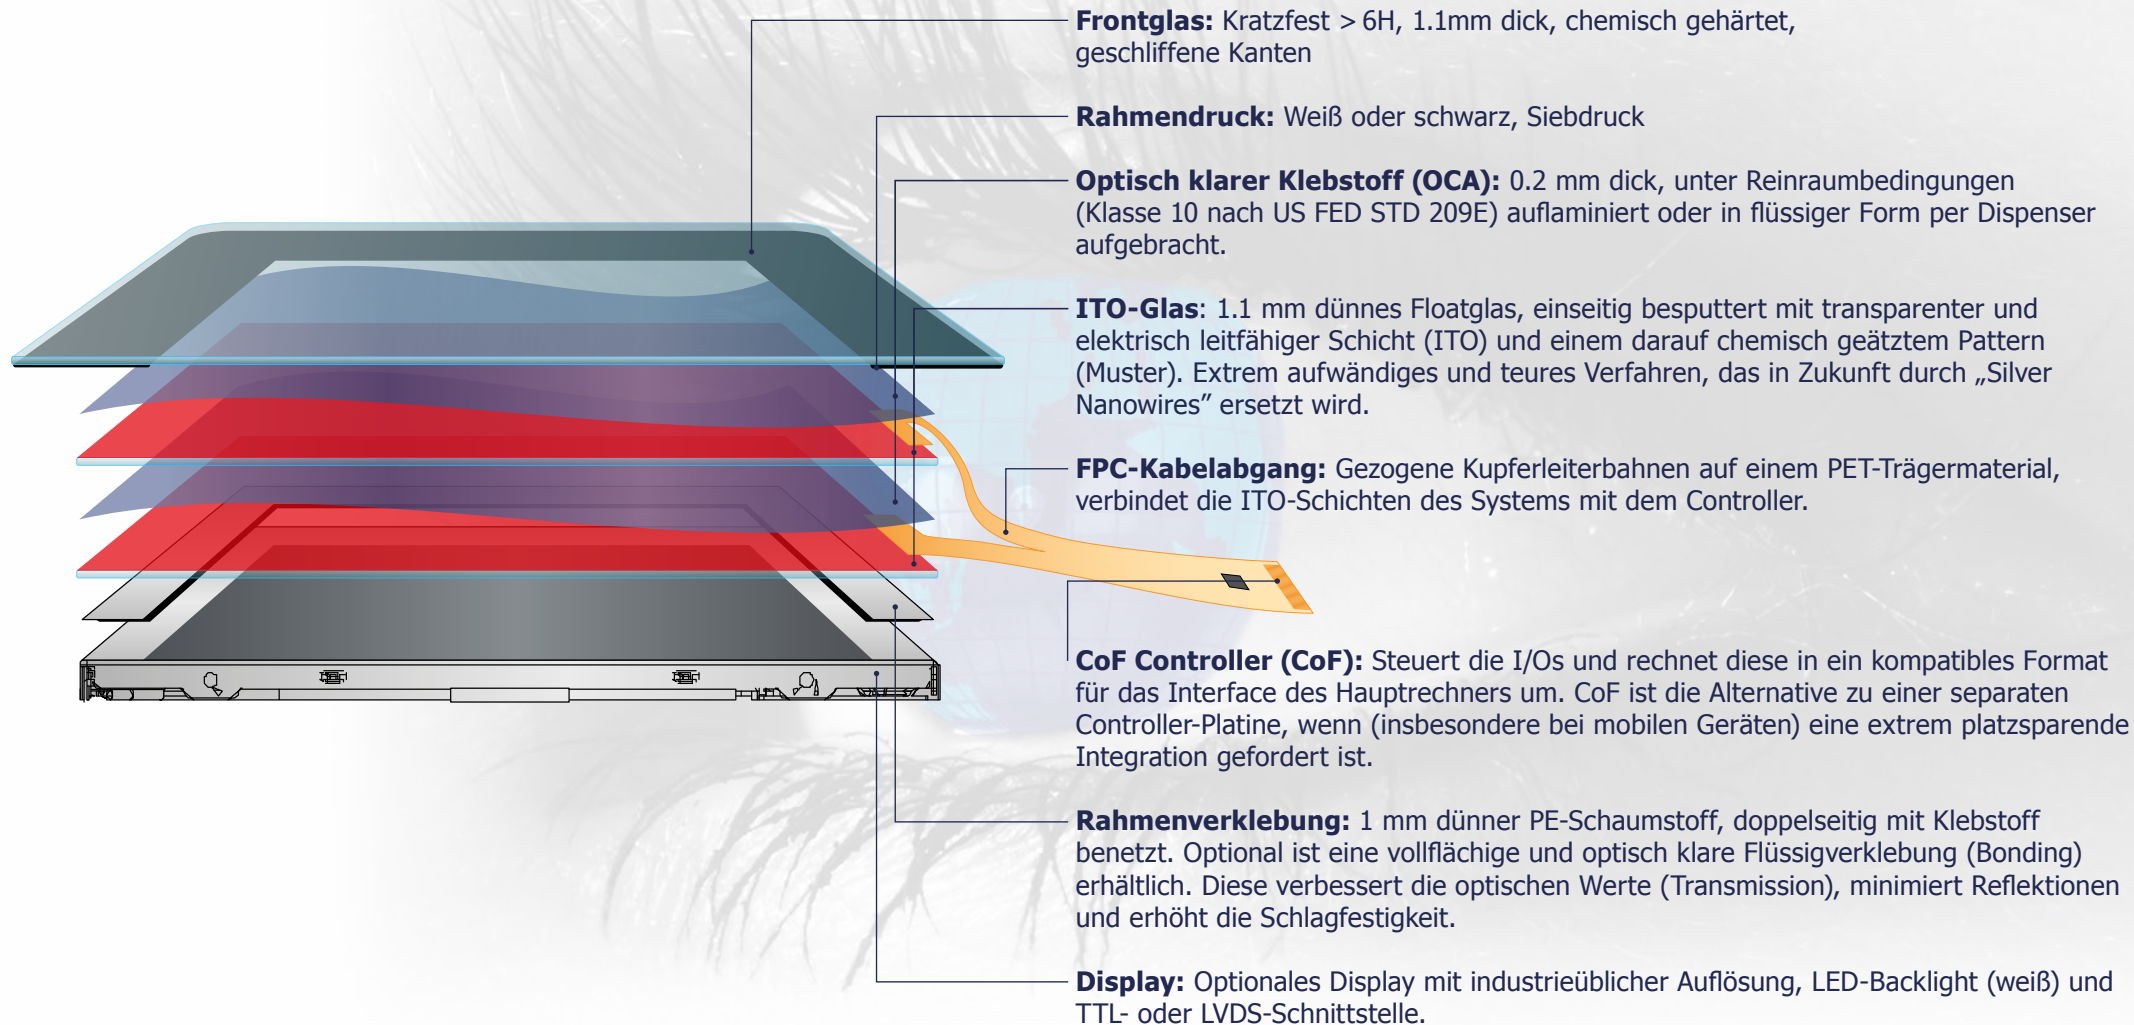 Frontglas: Kratzfest > 6H, 1.1mm dick, chemisch gehärtet,
geschliffene Kanten
Rahmendruck: Weiß oder schwarz, Siebdruck
Optisch klarer Klebstoff (OCA): 0.2 mm dick, unter Reinraumbedingungen
(Klasse 10 nach US FED STD 209E) auflaminiert oder in flüssiger Form per Dispenser
aufgebracht.
ITO-Glas: 1.1 mm dünnes Floatglas, einseitig besputtert mit transparenter und
elektrisch leitfähiger Schicht (ITO) und einem darauf chemisch geätztem Pattern
(Muster). Extrem aufwändiges und teures Verfahren, das in Zukunft durch „Silver
Nanowires” ersetzt wird.
FPC-Kabelabgang: Gezogene Kupferleiterbahnen auf einem PET-Trägermaterial,
verbindet die ITO-Schichten des Systems mit dem Controller.
CoF Controller (CoF): Steuert die I/Os und rechnet diese in ein kompatibles Format
für das Interface des Hauptrechners um. CoF ist die Alternative zu einer separaten
Controller-Platine, wenn (insbesondere bei mobilen Geräten) eine extrem platzsparende
Integration gefordert ist.
Rahmenverklebung: 1 mm dünner PE-Schaumstoff, doppelseitig mit Klebstoff
benetzt. Optional ist eine vollflächige und optisch klare Flüssigverklebung (Bonding)
erhältlich. Diese verbessert die optischen Werte (Transmission), minimiert Reflektionen
und erhöht die Schlagfestigkeit.
Display: Optionales Display mit industrieüblicher Auflösung, LED-Backlight (weiß) und
TTL- oder LVDS-Schnittstelle.